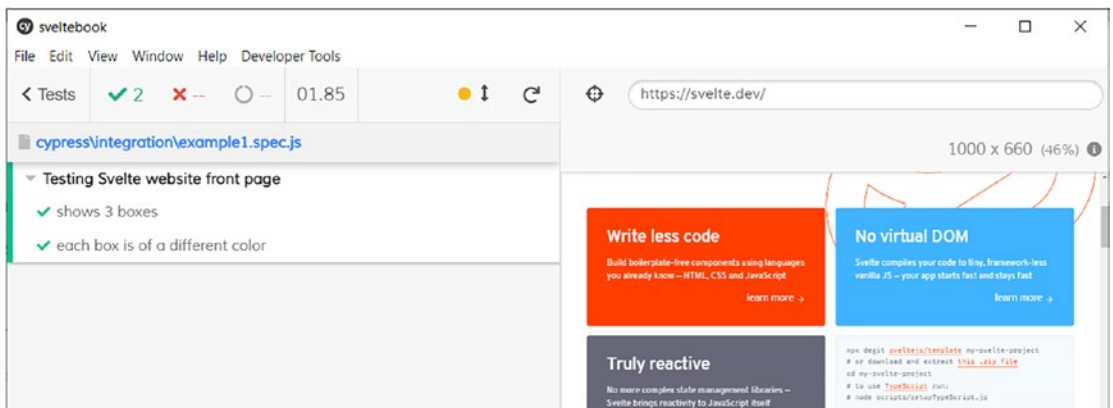 cy sveltebook
File Edit View Window Help Developer Tools
Tests 2 -- -- 01.85
https://svelte.dev/
cypress\integration\example1.spec.js
1000 x 660 (46%)
Testing Svelte website front page
shows 3 boxes
each box is of a different color
Write less code
Build boilerplate-free components using languages
you already know — HTML, CSS and JavaScript
learn more →
No virtual DOM
Svelte compiles your code to tiny, framework-less
vanilla JS — your app starts fast and stays fast
learn more →
Truly reactive
No more complex state management libraries —
Svelte brings reactivity to JavaScript itself
npx degit sveltejs/template my-svelte-project
# or download and extract this .zip file
cd my-svelte-project
# to use TypeScript run:
# node scripts/setupTypeScript.js